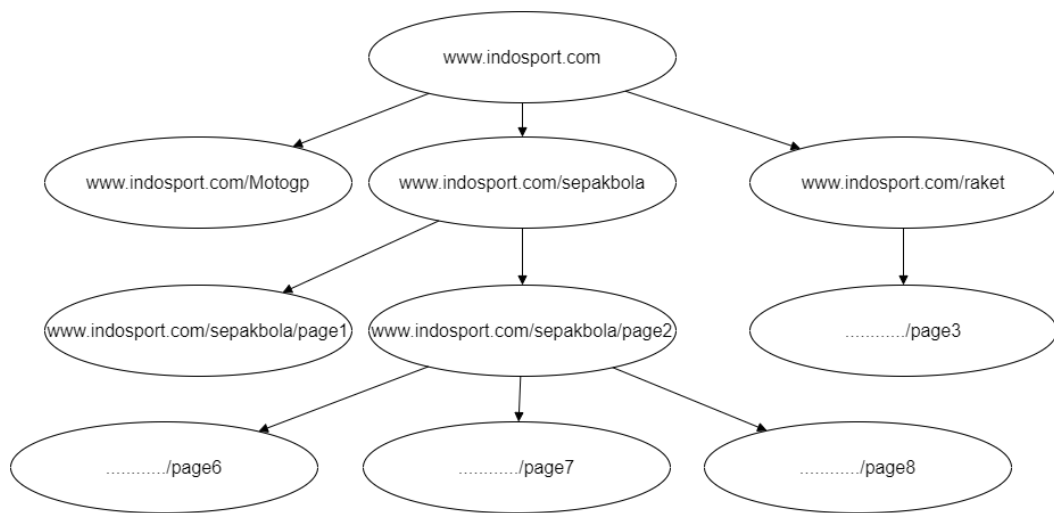 www.indosport.com
www.indosport.com/Motogp
www.indosport.com/sepakbola
www.indosport.com/raket
www.indosport.com/sepakbola/page1
www.indosport.com/sepakbola/page2
............/page3
............/page6
............/page7
............/page8